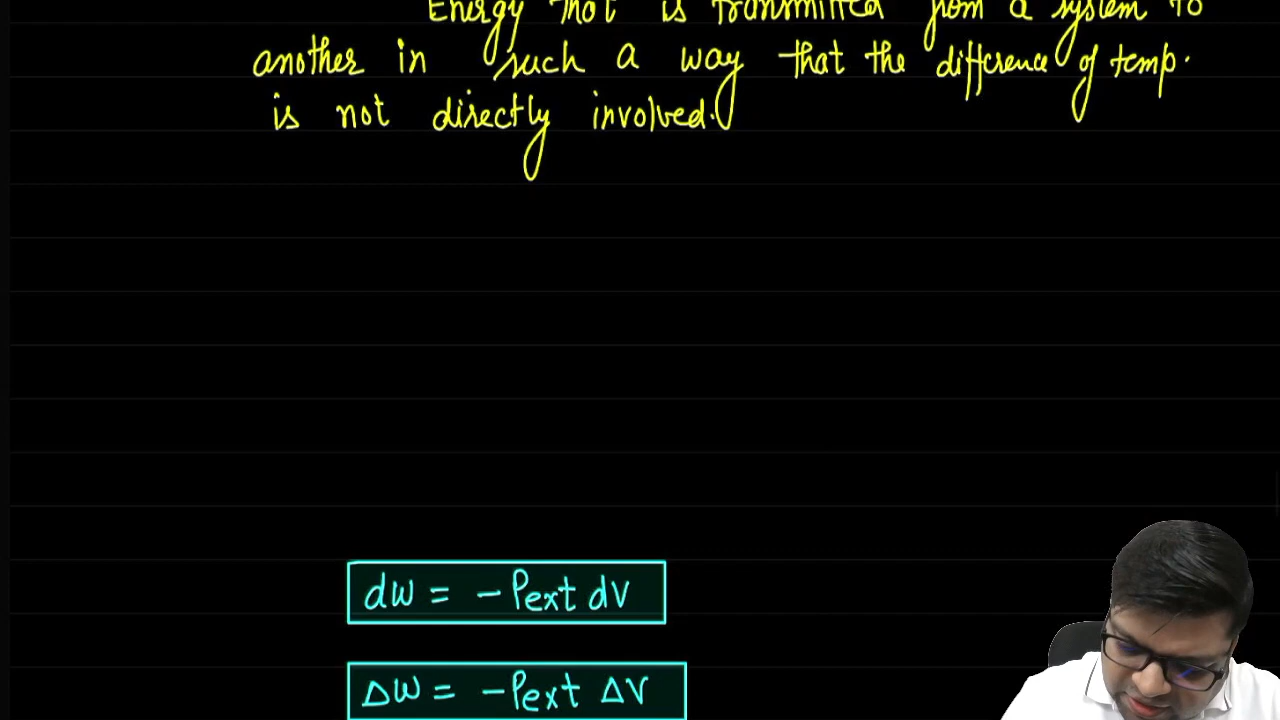 Energy that is transmitted from a system to
another in such a way that the difference of temp.
is not directly involved.
dW = - Pext dV
ΔW = - Pext ΔV